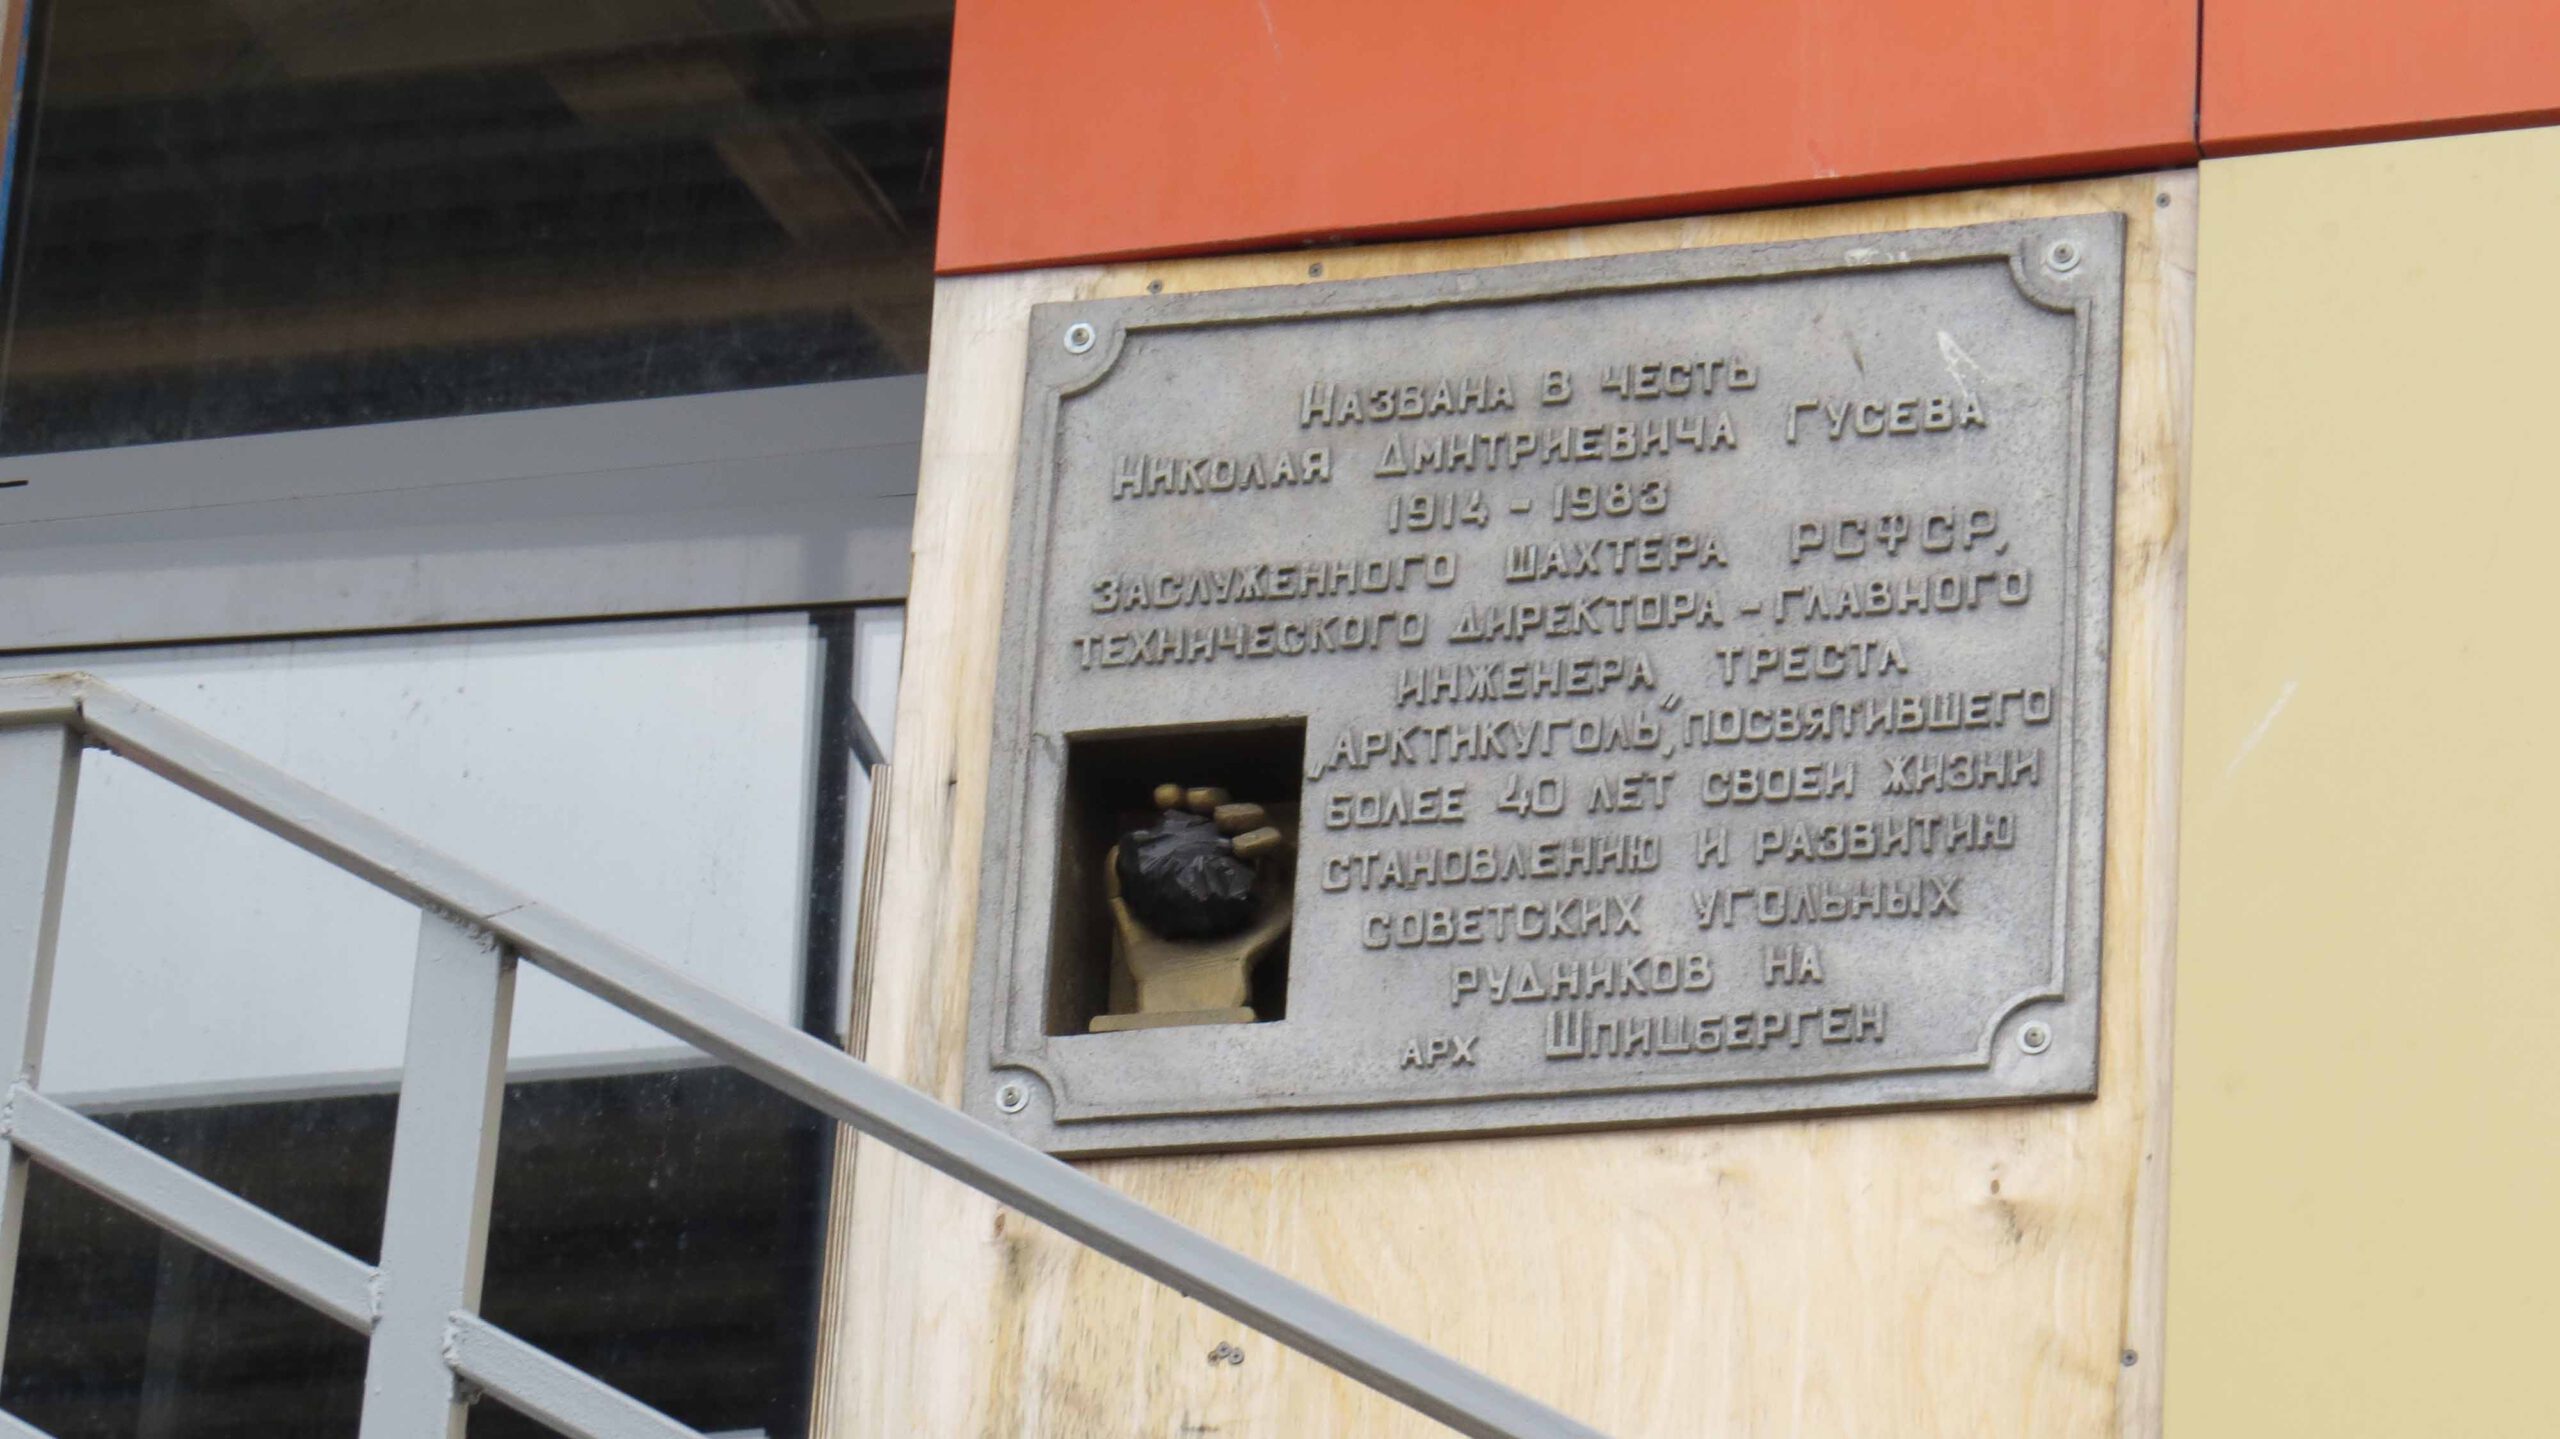 НАЗВАНА В ЧЕСТЬ
НИКОЛАЯ ДМИТРИЕВИЧА ГУСЕВА
1914 - 1983
ЗАСЛУЖЕННОГО ШАХТЕРА РСФСР,
ТЕХНИЧЕСКОГО ДИРЕКТОРА - ГЛАВНОГО
ИНЖЕНЕРА ТРЕСТА
„АРКТИКУГОЛЬ“, ПОСВЯТИВШЕГО
БОЛЕЕ 40 ЛЕТ СВОЕЙ ЖИЗНИ
СТАНОВЛЕНИЮ И РАЗВИТИЮ
СОВЕТСКИХ УГОЛЬНЫХ
РУДНИКОВ НА
АРХ ШПИЦБЕРГЕН